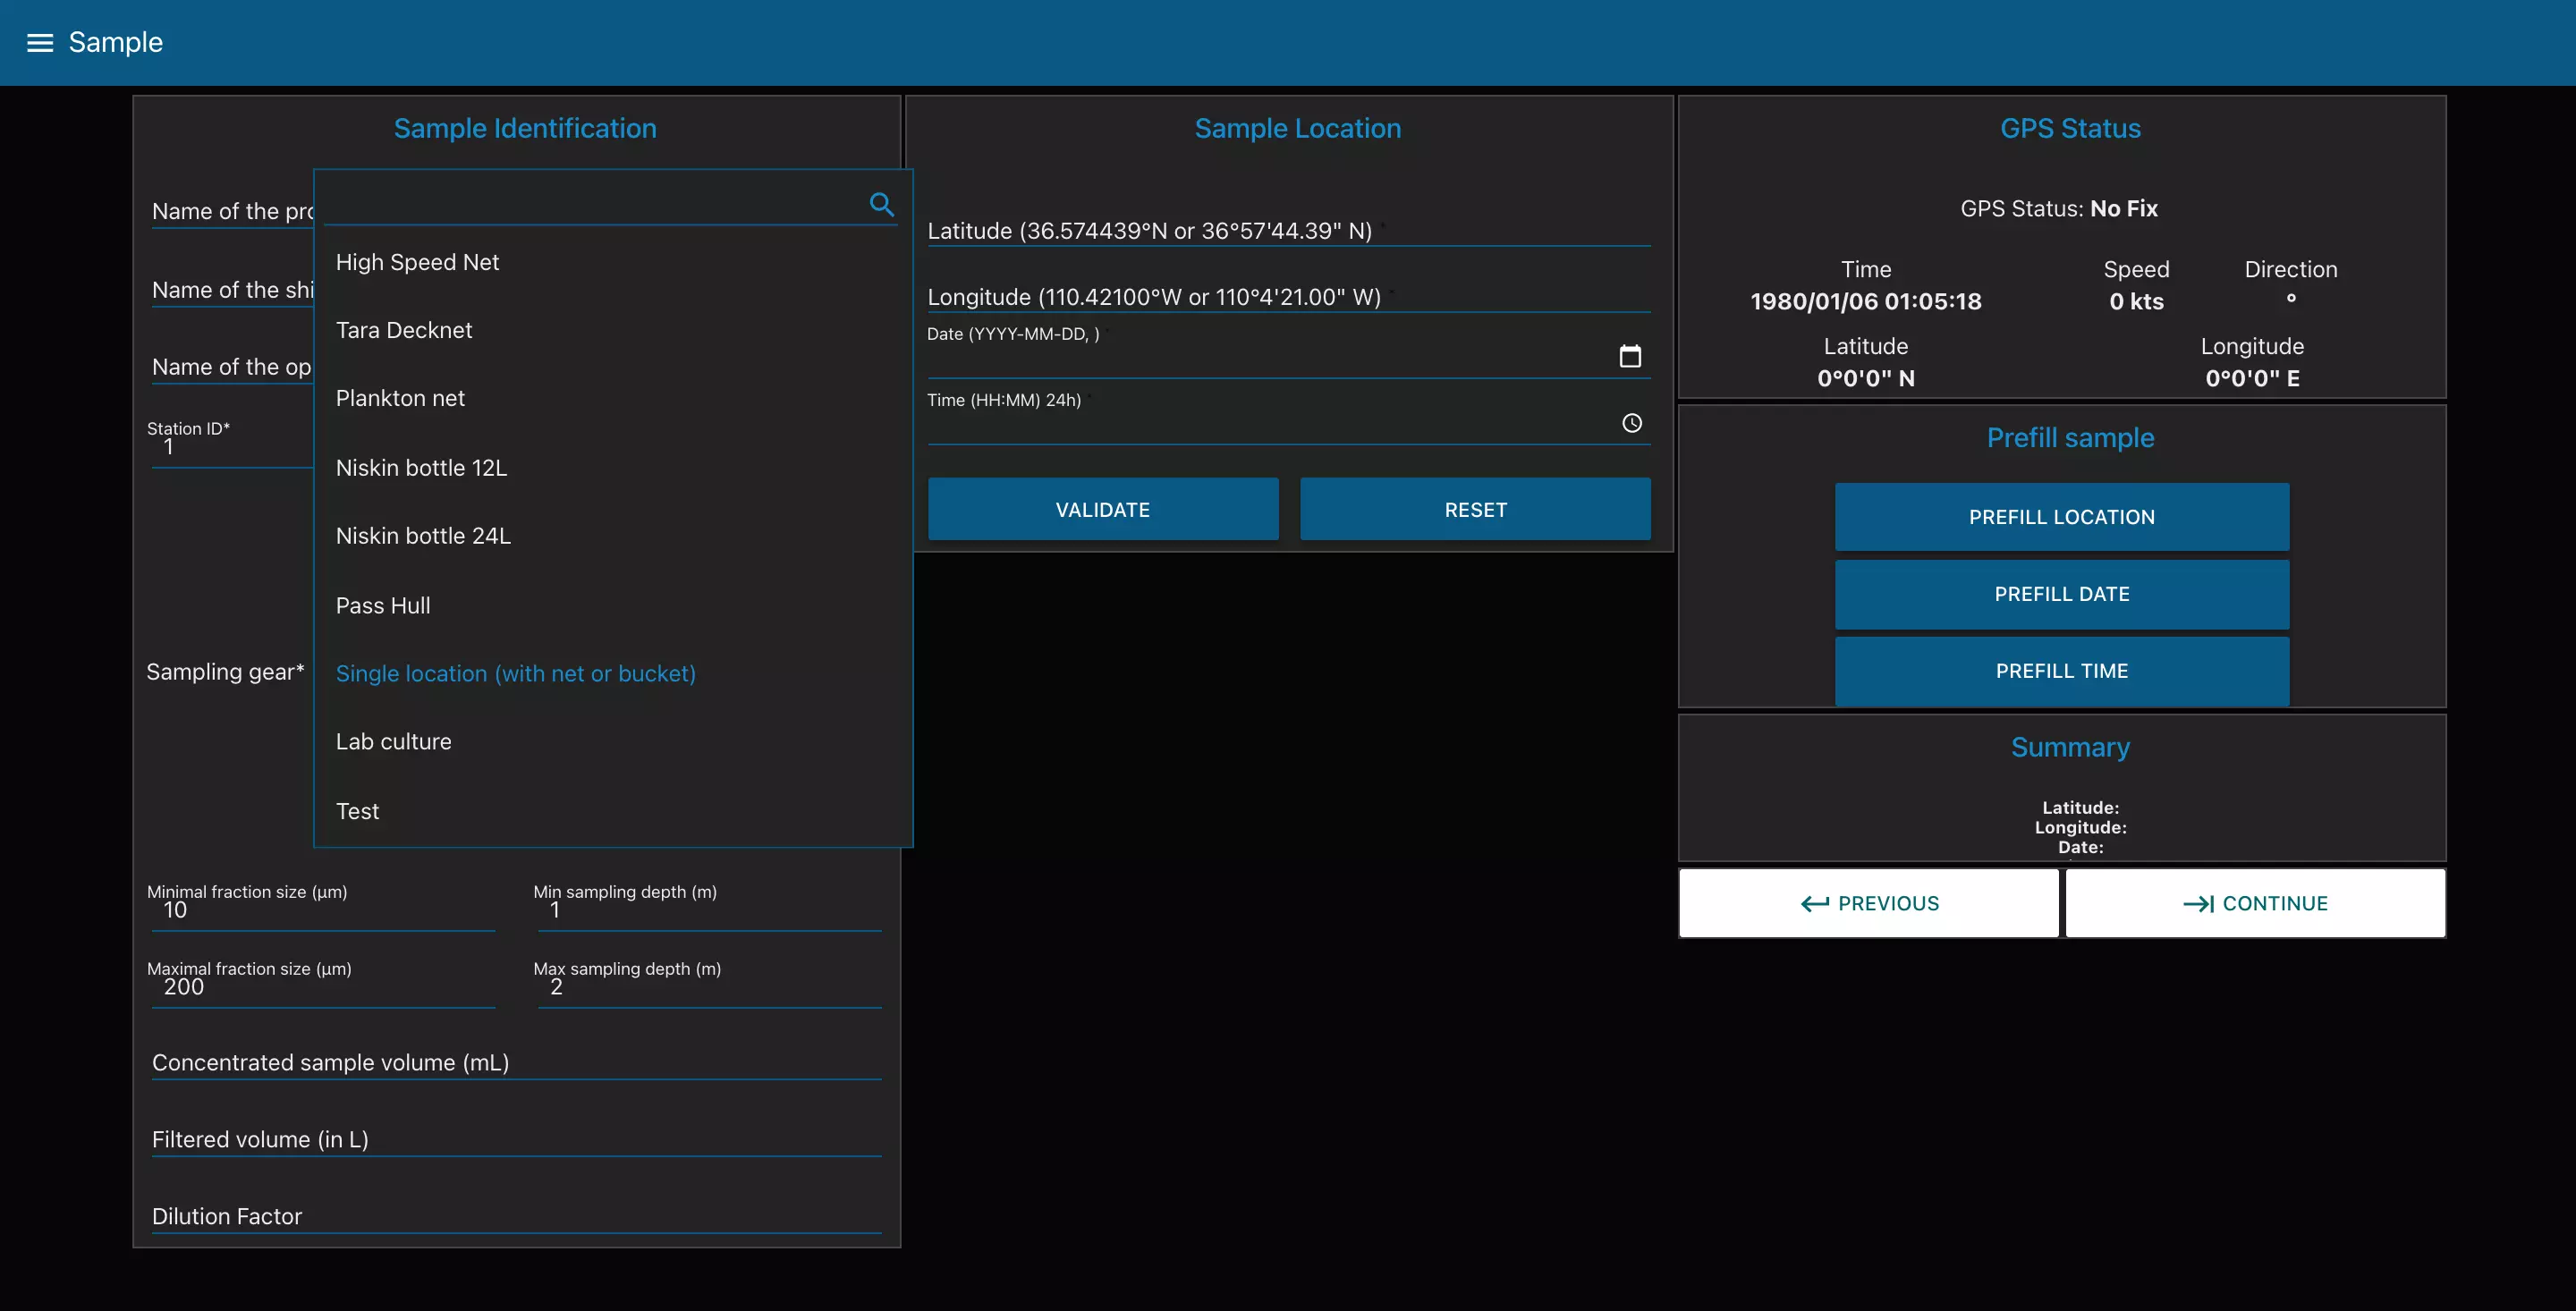 Sample
Sample Identification
Name of the pro
Name of the shi
Name of the op
Station ID*
1
Sampling gear*
High Speed Net
Tara Decknet
Plankton net
Niskin bottle 12L
Niskin bottle 24L
Pass Hull
Single location (with net or bucket)
Lab culture
Test
Minimal fraction size (µm)
10
Min sampling depth (m)
1
Maximal fraction size (µm)
200
Max sampling depth (m)
2
Concentrated sample volume (mL)
Filtered volume (in L)
Dilution Factor
Sample Location
Latitude (36.574439°N or 36°57'44.39" N) *
Longitude (110.42100°W or 110°4'21.00" W) *
Date (YYYY-MM-DD, ) *
Time (HH:MM) 24h) *
VALIDATE
RESET
GPS Status
GPS Status: No Fix
Time Speed Direction
1980/01/06 01:05:18 0 kts °
Latitude Longitude
0°0'0" N 0°0'0" E
Prefill sample
PREFILL LOCATION
PREFILL DATE
PREFILL TIME
Summary
Latitude:
Longitude:
Date:
PREVIOUS
CONTINUE